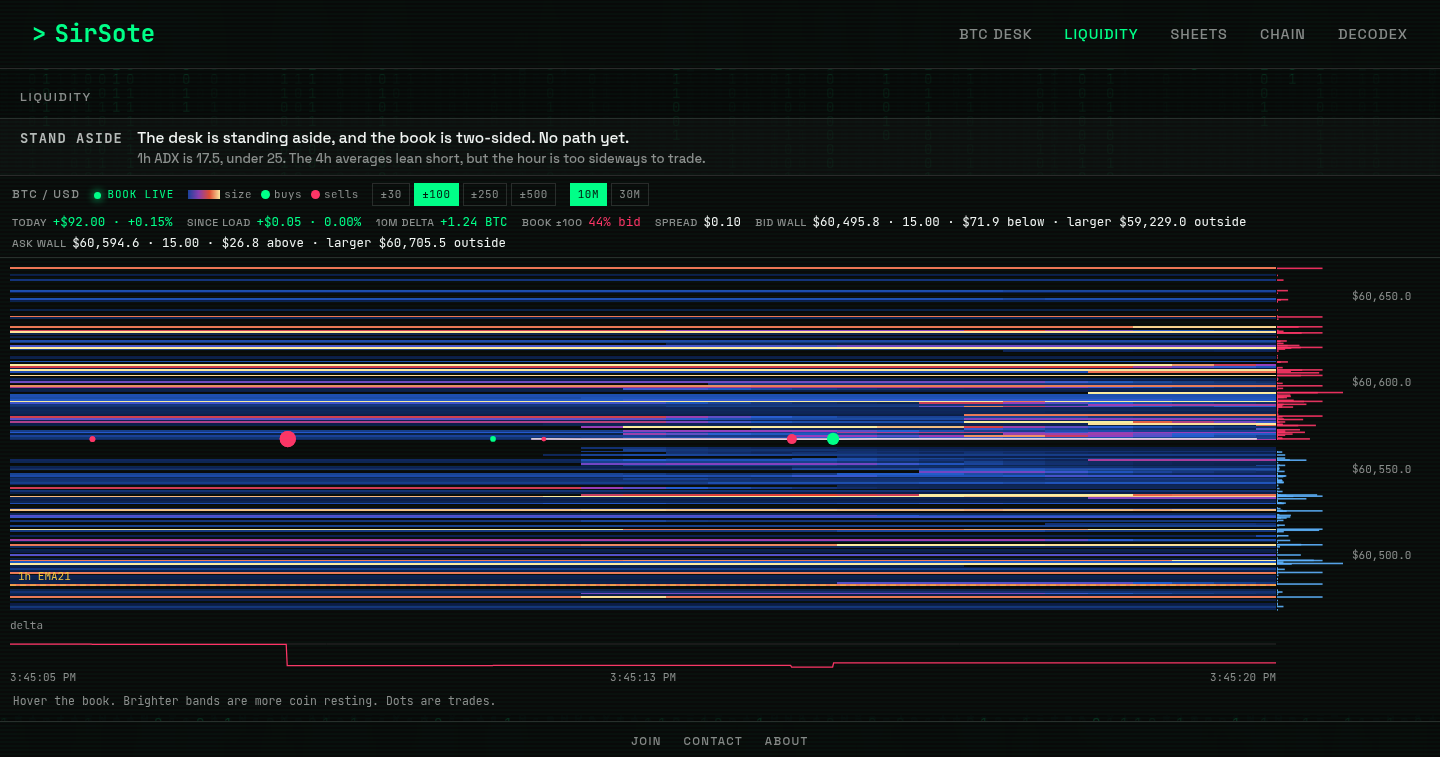 > SirSote
BTC DESK LIQUIDITY SHEETS CHAIN DECODEX
LIQUIDITY
STAND ASIDE The desk is standing aside, and the book is two-sided. No path yet.
1h ADX is 17.5, under 25. The 4h averages lean short, but the hour is too sideways to trade.
BTC / USD BOOK LIVE size buys sells ±30 ±100 ±250 ±500 10M 30M
TODAY +$92.00 · +0.15% SINCE LOAD +$0.05 · 0.00% 10M DELTA +1.24 BTC BOOK ±100 44% bid SPREAD $0.10 BID WALL $60,495.8 · 15.00 · $71.9 below · larger $59,229.0 outside
ASK WALL $60,594.6 · 15.00 · $26.8 above · larger $60,705.5 outside
$60,650.0
$60,600.0
$60,550.0
$60,500.0
1h EMA21
delta
3:45:05 PM 3:45:13 PM 3:45:20 PM
Hover the book. Brighter bands are more coin resting. Dots are trades.
JOIN CONTACT ABOUT